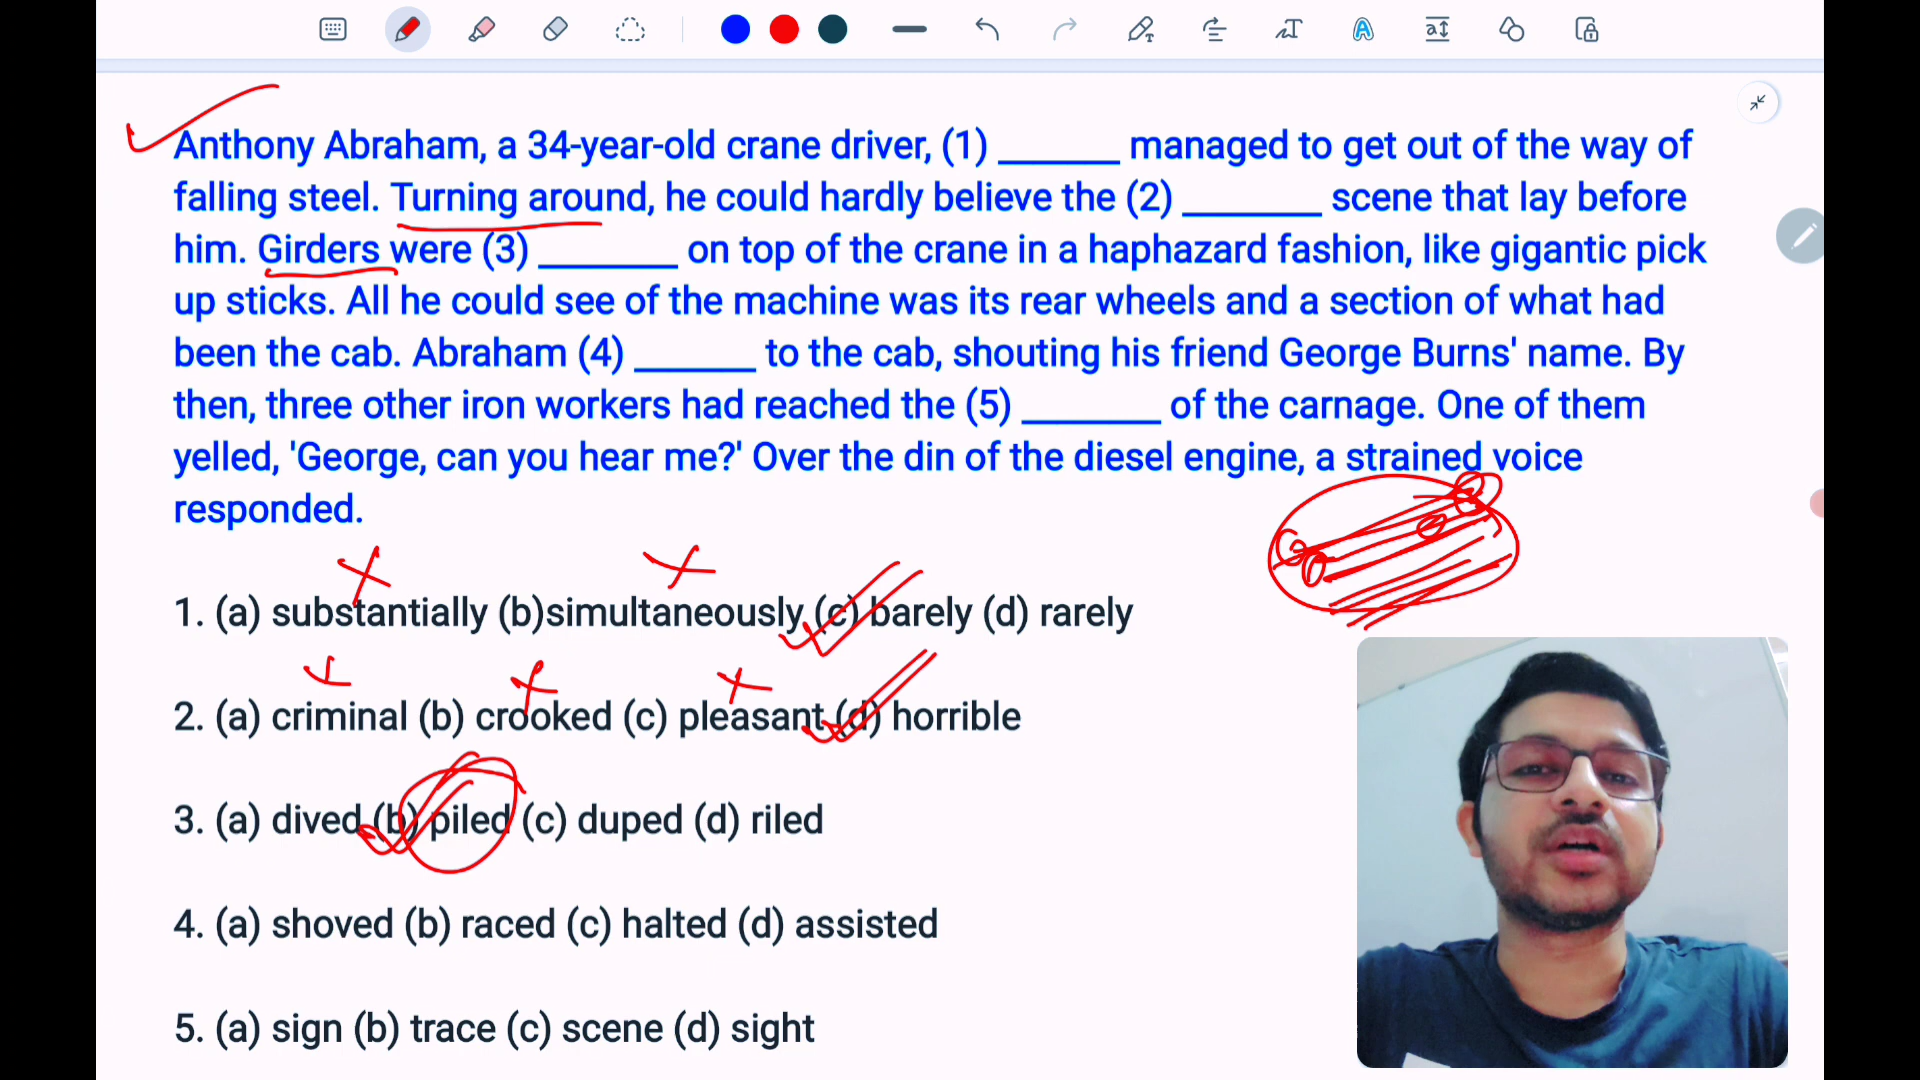 Anthony Abraham, a 34-year-old crane driver, (1) ______ managed to get out of the way of
falling steel. Turning around, he could hardly believe the (2) _______ scene that lay before
him. Girders were (3) _______ on top of the crane in a haphazard fashion, like gigantic pick
up sticks. All he could see of the machine was its rear wheels and a section of what had
been the cab. Abraham (4) ______ to the cab, shouting his friend George Burns' name. By
then, three other iron workers had reached the (5) _______ of the carnage. One of them
yelled, 'George, can you hear me?' Over the din of the diesel engine, a strained voice
responded.
1. (a) substantially (b)simultaneously (c) barely (d) rarely
2. (a) criminal (b) crooked (c) pleasant (d) horrible
3. (a) dived (b) piled (c) duped (d) riled
4. (a) shoved (b) raced (c) halted (d) assisted
5. (a) sign (b) trace (c) scene (d) sight